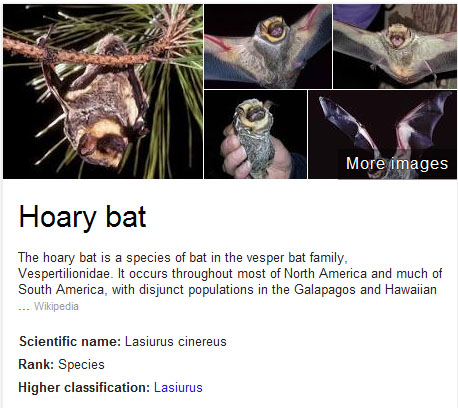 More images
Hoary bat
The hoary bat is a species of bat in the vesper bat family,
Vespertilionidae. It occurs throughout most of North America and much of
South America, with disjunct populations in the Galapagos and Hawaiian
... Wikipedia
Scientific name: Lasiurus cinereus
Rank: Species
Higher classification: Lasiurus